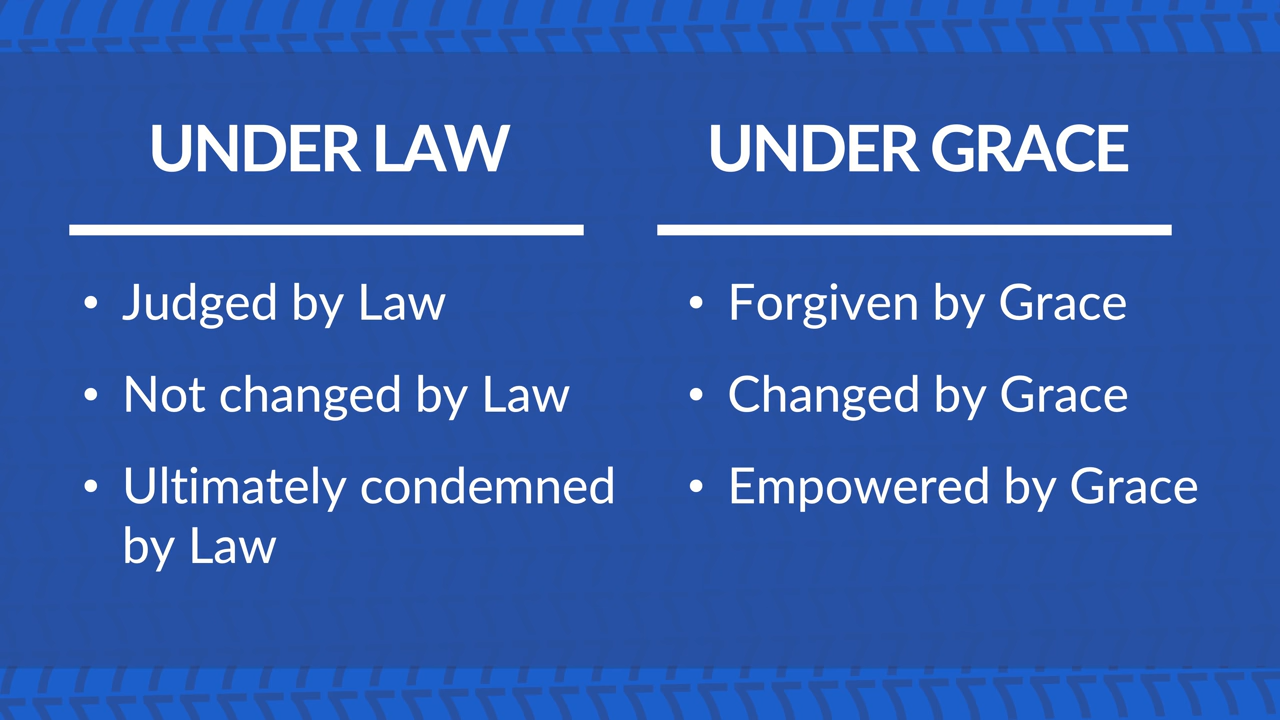 UNDER LAW
• Judged by Law
• Not changed by Law
• Ultimately condemned
by Law
UNDER GRACE
• Forgiven by Grace
• Changed by Grace
• Empowered by Grace